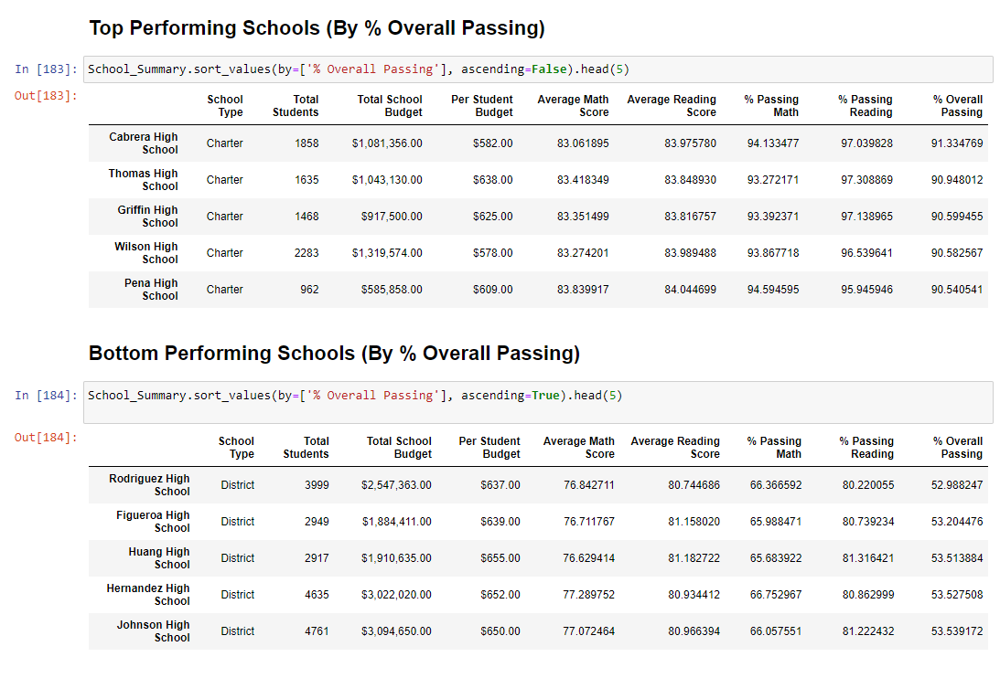 Top Performing Schools (By % Overall Passing)
In [183]: School_Summary.sort_values(by=['% Overall Passing'], ascending=False).head(5)
Out[183]:
School Type Total Students Total School Budget Per Student Budget Average Math Score Average Reading Score % Passing Math % Passing Reading % Overall Passing
Cabrera High School Charter 1858 $1,081,356.00 $582.00 83.061895 83.975780 94.133477 97.039828 91.334769
Thomas High School Charter 1635 $1,043,130.00 $638.00 83.418349 83.848930 93.272171 97.308869 90.948012
Griffin High School Charter 1468 $917,500.00 $625.00 83.351499 83.816757 93.392371 97.138965 90.599455
Wilson High School Charter 2283 $1,319,574.00 $578.00 83.274201 83.989488 93.867718 96.539641 90.582567
Pena High School Charter 962 $585,858.00 $609.00 83.839917 84.044699 94.594595 95.945946 90.540541
Bottom Performing Schools (By % Overall Passing)
In [184]: School_Summary.sort_values(by=['% Overall Passing'], ascending=True).head(5)
Out[184]:
School Type Total Students Total School Budget Per Student Budget Average Math Score Average Reading Score % Passing Math % Passing Reading % Overall Passing
Rodriguez High School District 3999 $2,547,363.00 $637.00 76.842711 80.744686 66.366592 80.220055 52.988247
Figueroa High School District 2949 $1,884,411.00 $639.00 76.711767 81.158020 65.988471 80.739234 53.204476
Huang High School District 2917 $1,910,635.00 $655.00 76.629414 81.182722 65.683922 81.316421 53.513884
Hernandez High School District 4635 $3,022,020.00 $652.00 77.289752 80.934412 66.752967 80.862999 53.527508
Johnson High School District 4761 $3,094,650.00 $650.00 77.072464 80.966394 66.057551 81.222432 53.539172